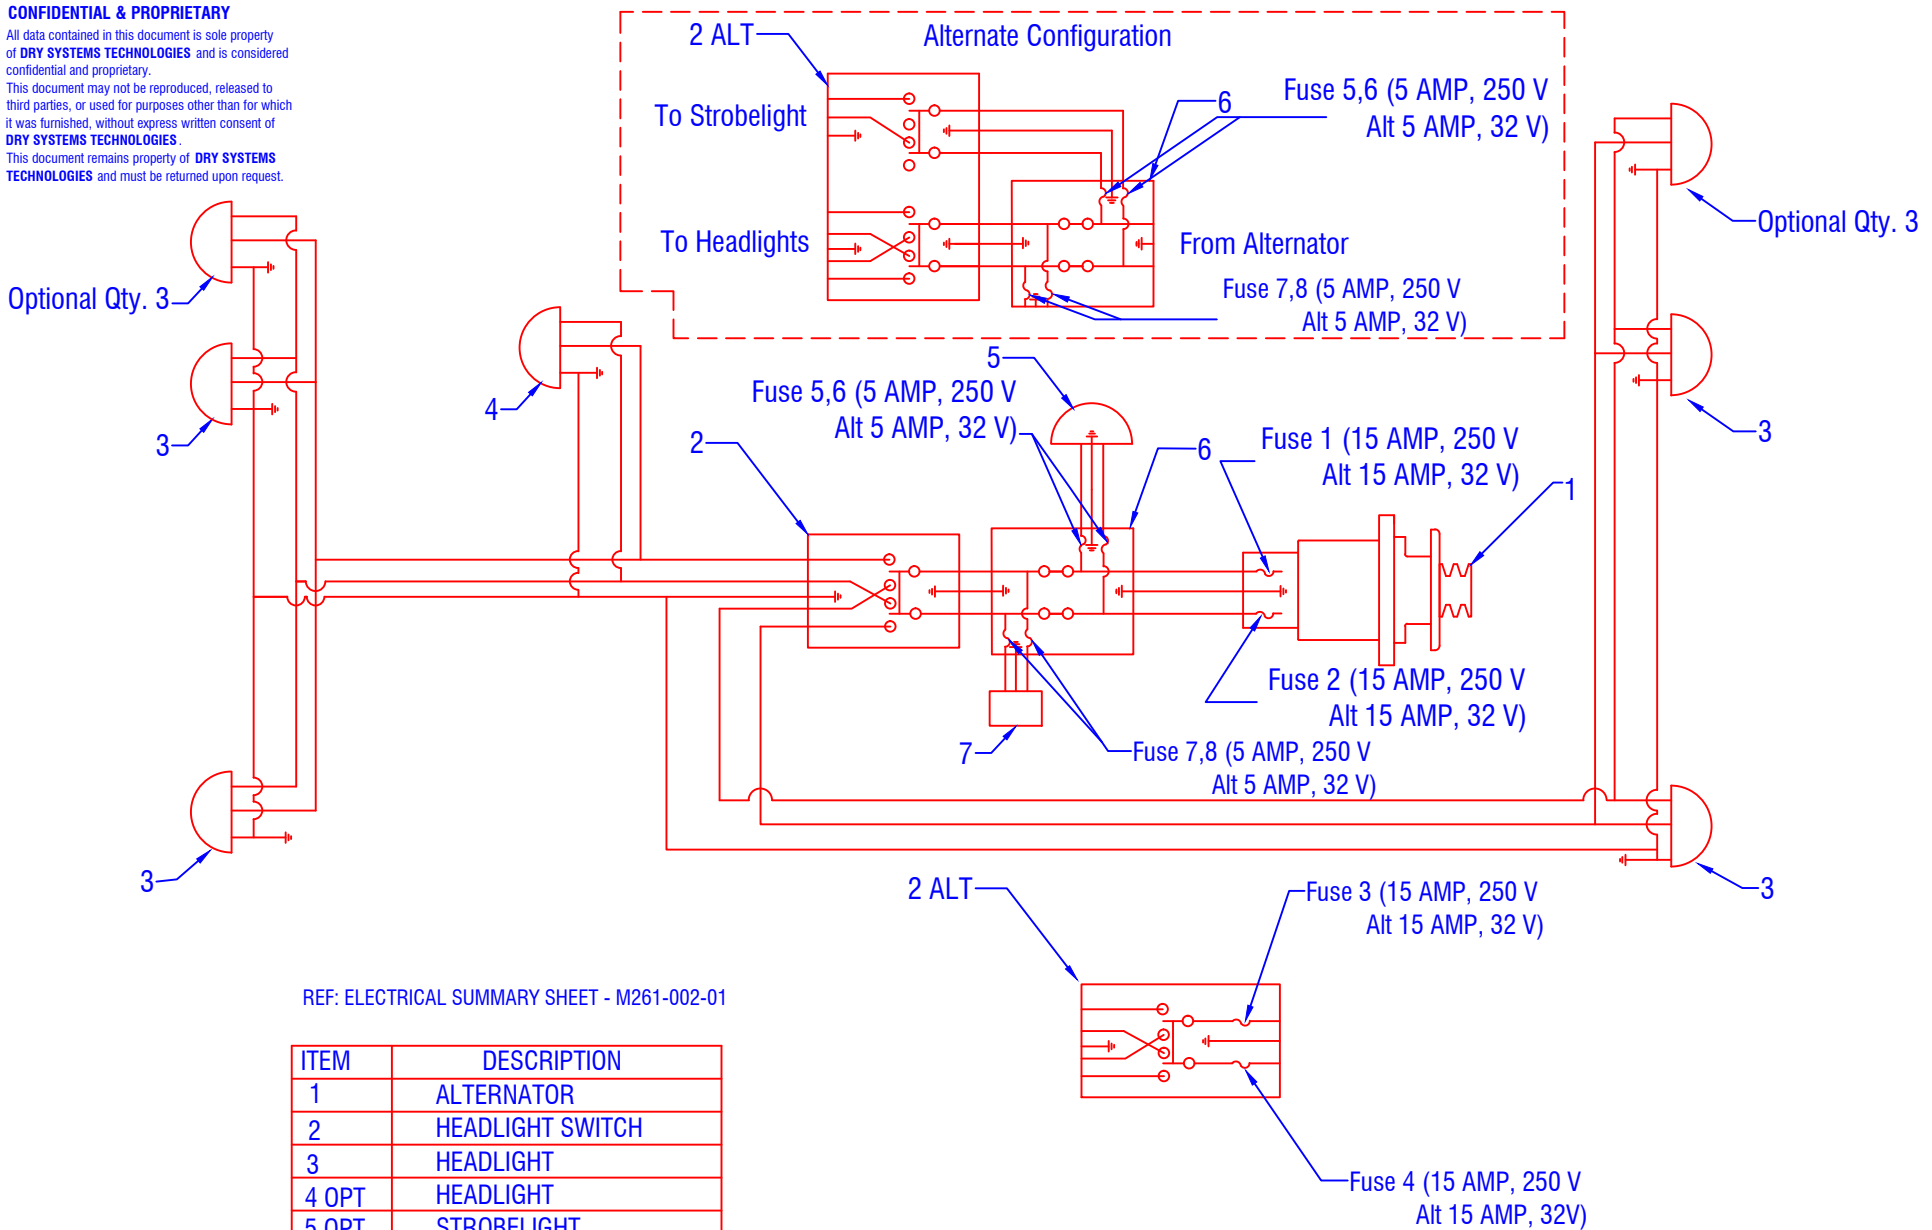 CONFIDENTIAL & PROPRIETARY
All data contained in this document is sole property
of DRY SYSTEMS TECHNOLOGIES and is considered
confidential and proprietary.
This document may not be reproduced, released to
third parties, or used for purposes other than for which
it was furnished, without express written consent of
DRY SYSTEMS TECHNOLOGIES.
This document remains property of DRY SYSTEMS
TECHNOLOGIES and must be returned upon request.
2 ALT
Alternate Configuration
To Strobelight
6
Fuse 5,6 (5 AMP, 250 V
Alt 5 AMP, 32 V)
To Headlights
From Alternator
Fuse 7,8 (5 AMP, 250 V
Alt 5 AMP, 32 V)
Optional Qty. 3
Optional Qty. 3
3
4
5
Fuse 5,6 (5 AMP, 250 V
Alt 5 AMP, 32 V)
2
6
Fuse 1 (15 AMP, 250 V
Alt 15 AMP, 32 V)
1
3
Fuse 2 (15 AMP, 250 V
Alt 15 AMP, 32 V)
7
Fuse 7,8 (5 AMP, 250 V
Alt 5 AMP, 32 V)
3
3
2 ALT
Fuse 3 (15 AMP, 250 V
Alt 15 AMP, 32 V)
Fuse 4 (15 AMP, 250 V
Alt 15 AMP, 32V)
REF: ELECTRICAL SUMMARY SHEET - M261-002-01
ITEM DESCRIPTION
1 ALTERNATOR
2 HEADLIGHT SWITCH
3 HEADLIGHT
4 OPT HEADLIGHT
5 OPT STROBELIGHT